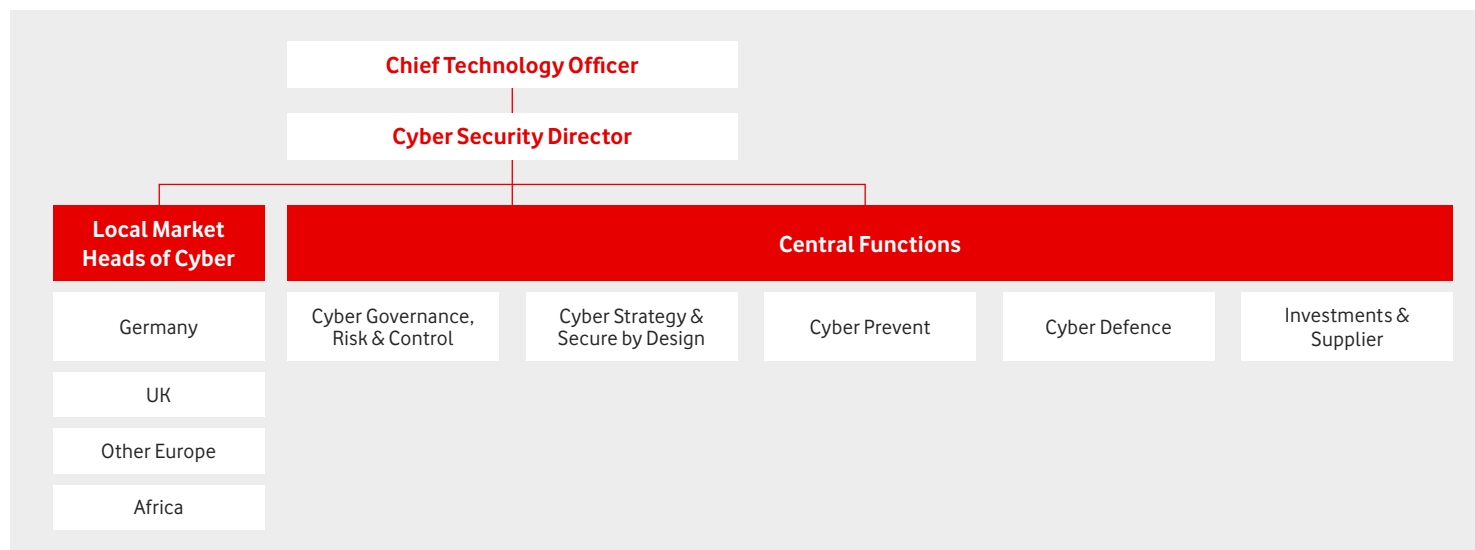 Chief Technology Officer
Cyber Security Director
Local Market
Heads of Cyber
Central Functions
Germany
Cyber Governance,
Risk & Control
Cyber Strategy &
Secure by Design
Cyber Prevent
Cyber Defence
Investments &
Supplier
UK
Other Europe
Africa